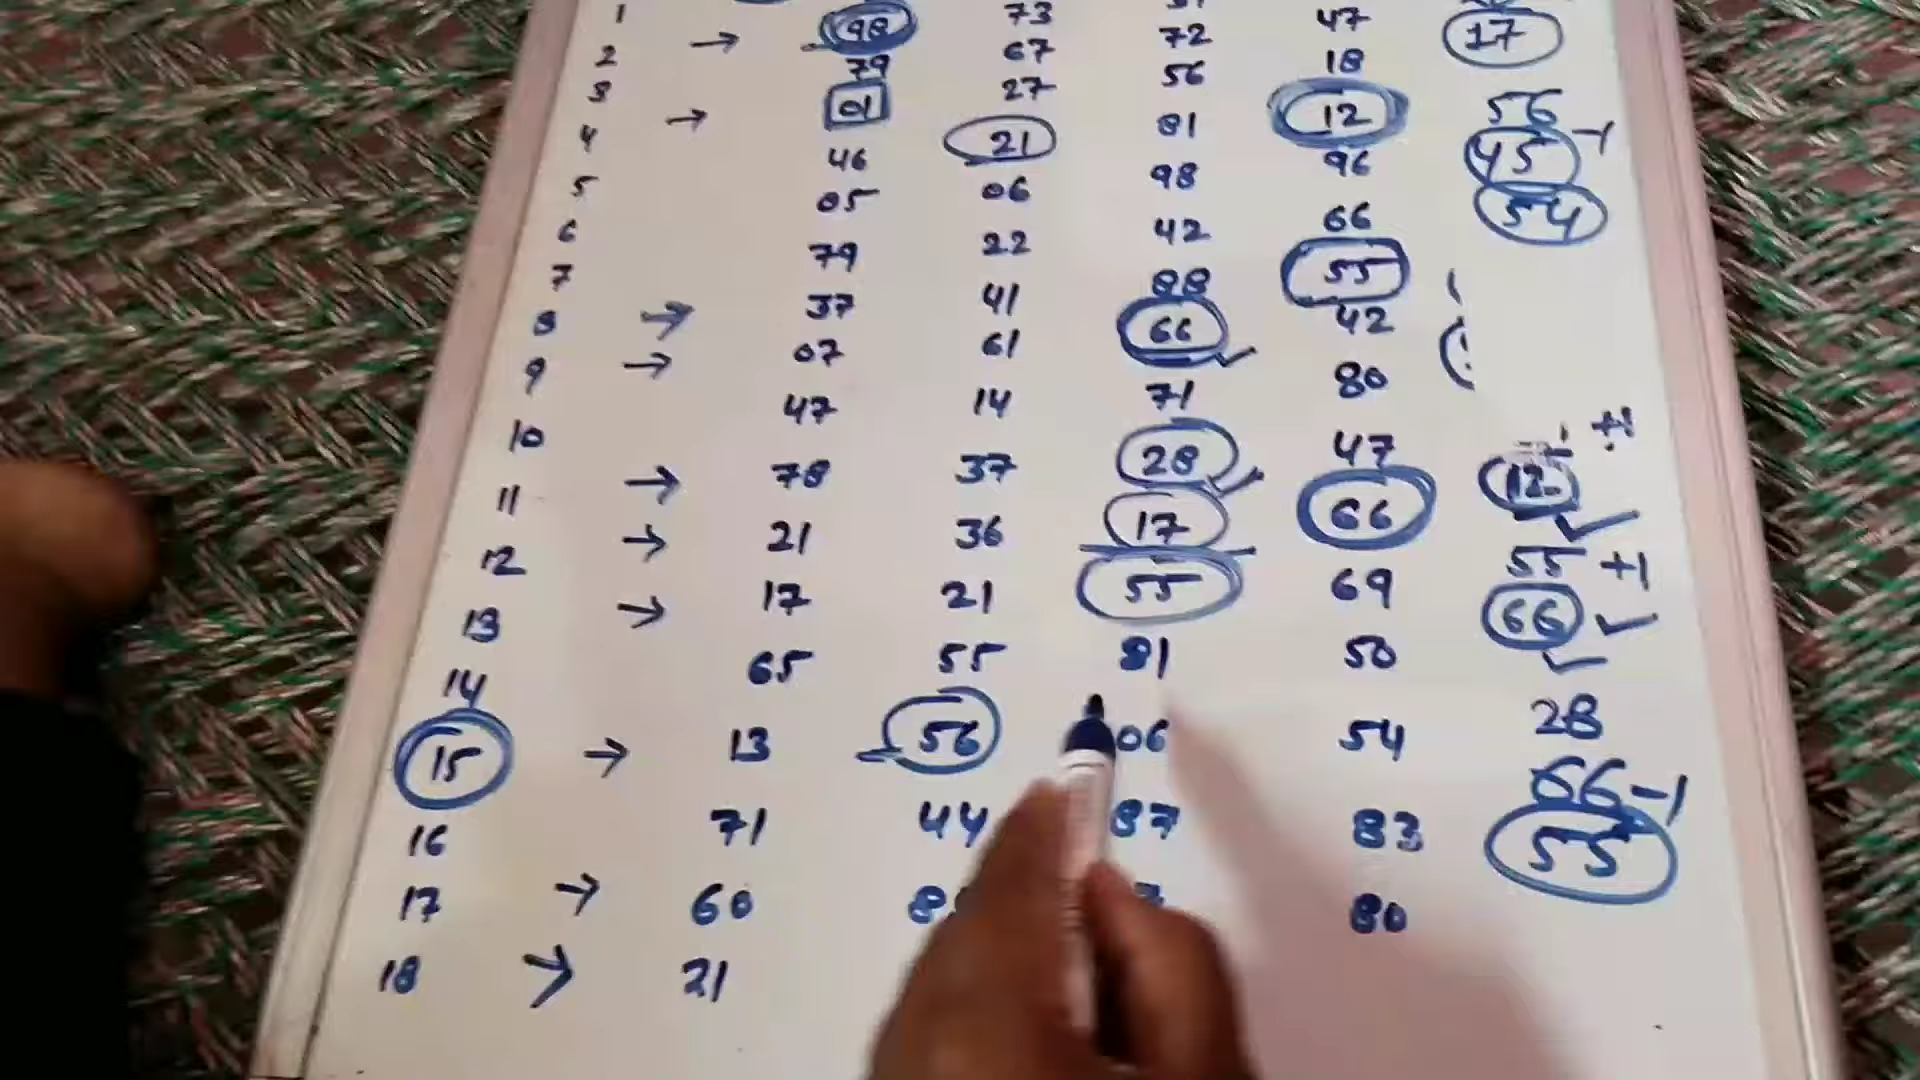 1 73 47
2 → 98 67 72 18 17
3 79 27 56 12 56
4 → 01 21 81 96 45 -1
5 46 06 98 66 54
6 05 22 42 55
7 79 41 88 42
8 → 37 61 66 80
9 → 07 14 71 47
10 47 37 28 66 12
11 → 78 36 17 69 55 +1
12 → 21 21 55 50 66
13 → 17 55 81 54 28
14 65 56 06 83 66-1
15 → 13 44 87 80 55
16 71
17 → 60
18 → 21